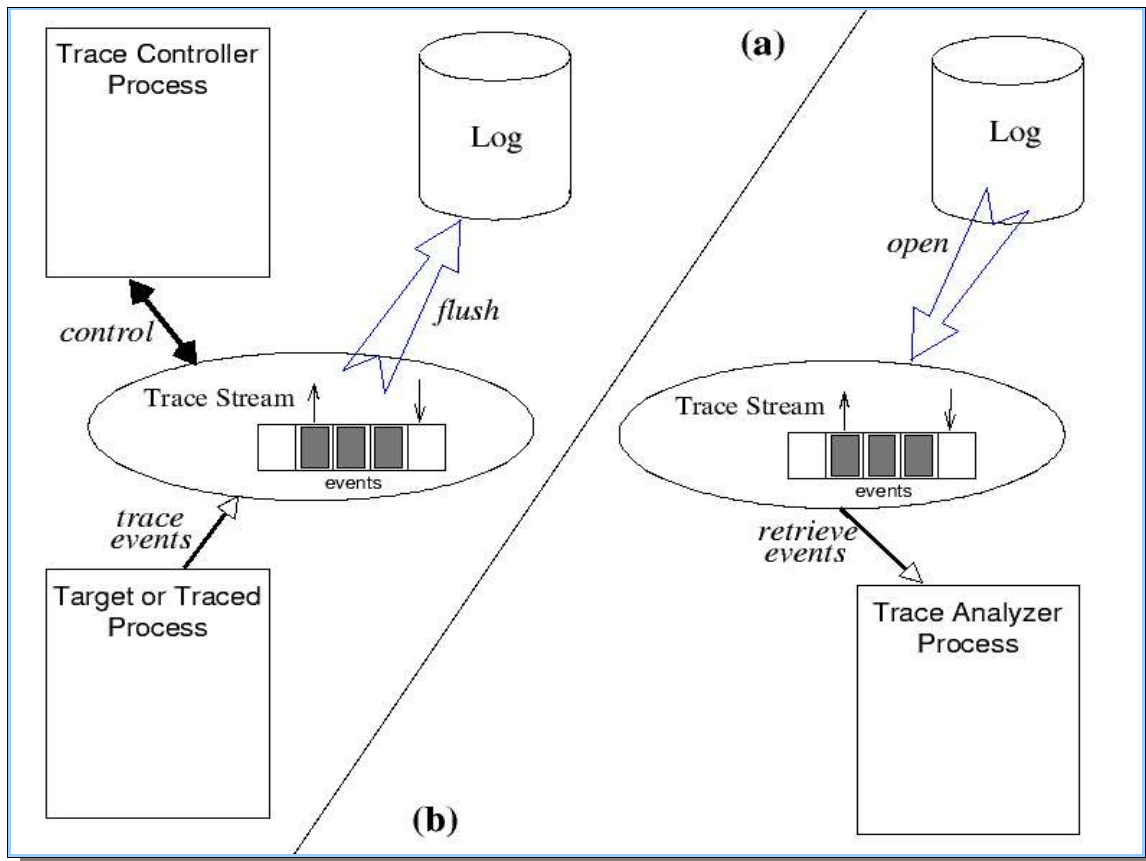 Trace Controller
Process
Log
(a)
flush
control
Trace Stream
events
trace
events
Target or Traced
Process
Log
open
Trace Stream
events
retrieve
events
Trace Analyzer
Process
(b)